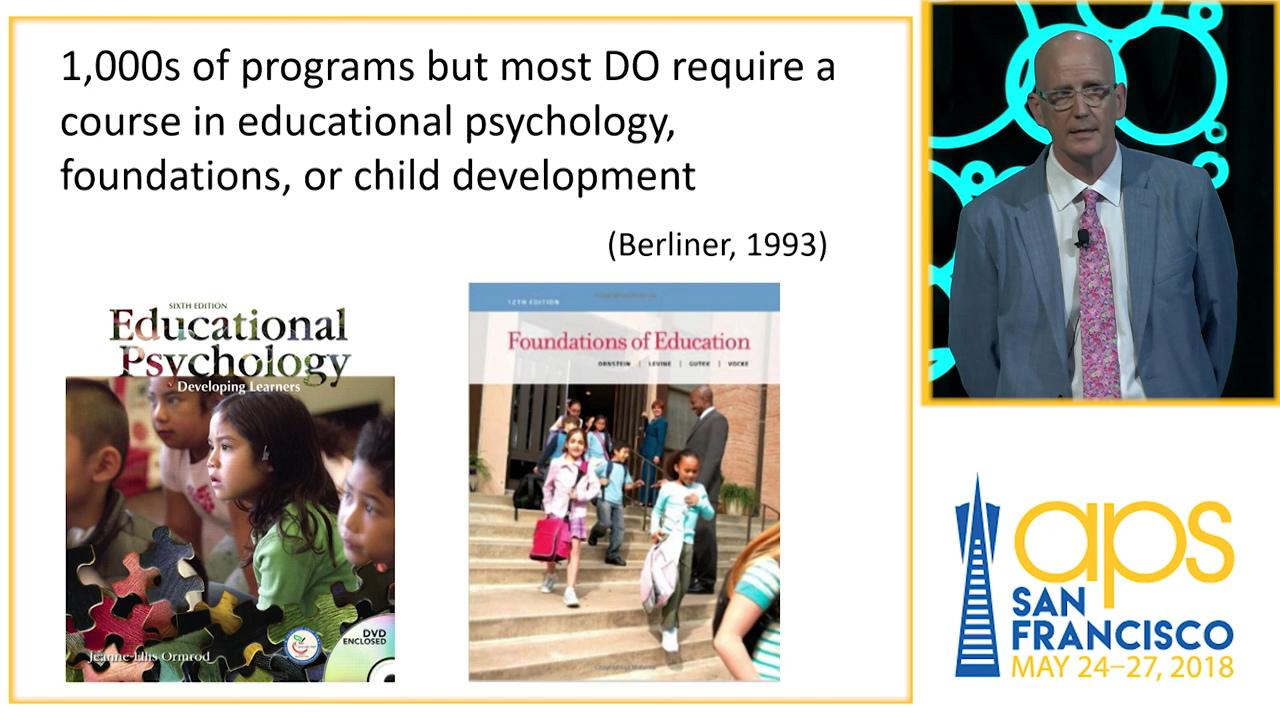 1,000s of programs but most DO require a
course in educational psychology,
foundations, or child development
(Berliner, 1993)
SIXTH EDITION
Educational
Psychology
Developing Learners
DVD
ENCLOSED
Jeanne Ellis Ormrod
12TH EDITION
Foundations of Education
ORNSTEIN | LEVINE | GUTEK | VOCKE
aps
SAN
FRANCISCO
MAY 24–27, 2018